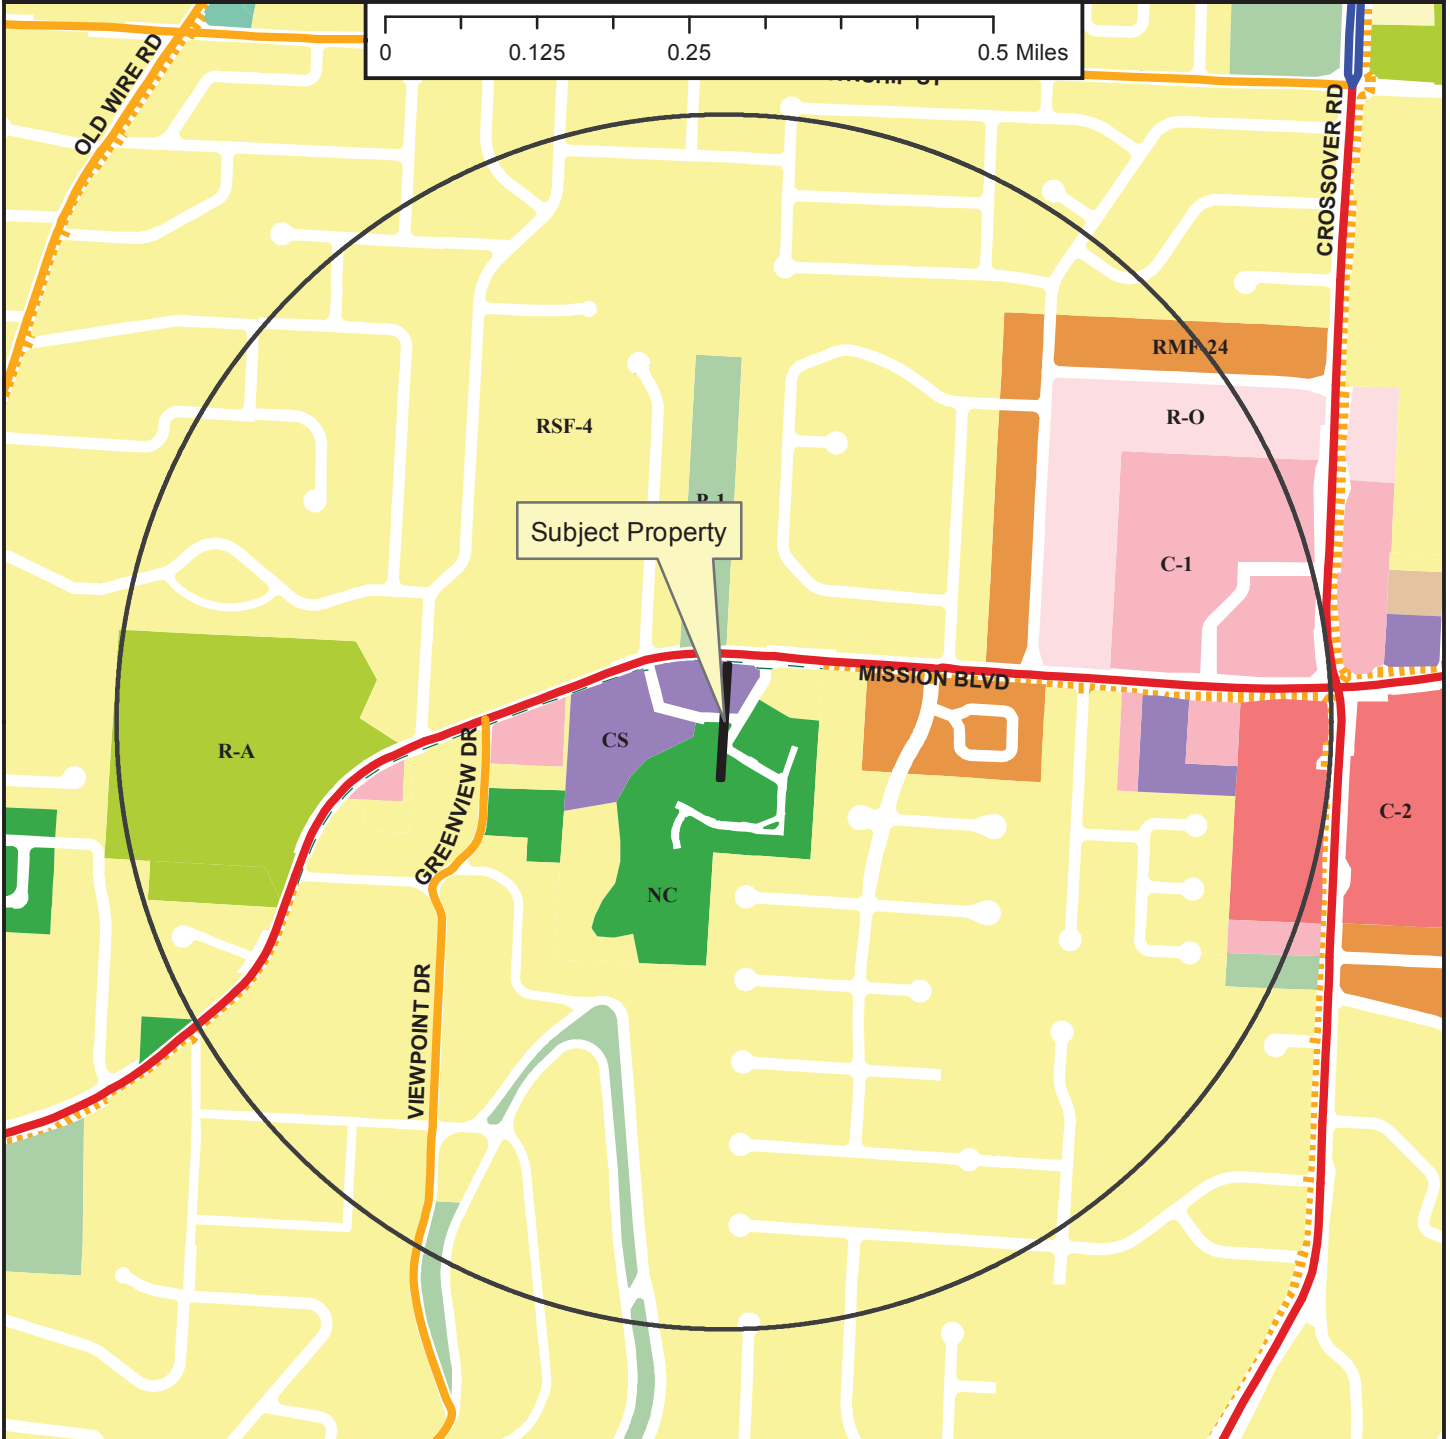 0 0.125 0.25 0.5 Miles
OLD WIRE RD
CROSSOVER RD
RMF-24
R-O
RSF-4
Subject Property
C-1
MISSION BLVD
R-A
CS
GREENVIEW DR
C-2
NC
VIEWPOINT DR